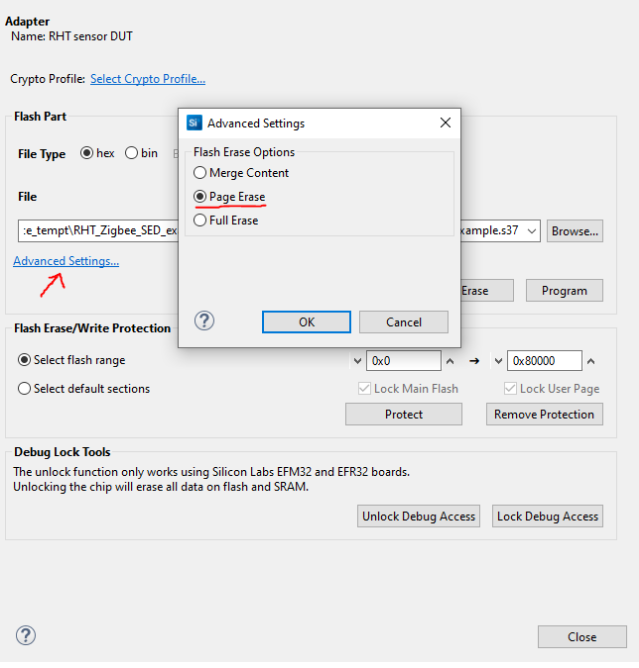 Adapter
Name: RHT sensor DUT
Crypto Profile: Select Crypto Profile...
Flash Part
File Type hex bin
File
:e_tempt\RHT_Zigbee_SED_ex
xample.s37 Browse...
Advanced Settings...
Erase Program
Si Advanced Settings
Flash Erase Options
Merge Content
Page Erase
Full Erase
? OK Cancel
Flash Erase/Write Protection
Select flash range 0x0 → 0x80000
Select default sections Lock Main Flash Lock User Page
Protect Remove Protection
Debug Lock Tools
The unlock function only works using Silicon Labs EFM32 and EFR32 boards.
Unlocking the chip will erase all data on flash and SRAM.
Unlock Debug Access Lock Debug Access
? Close